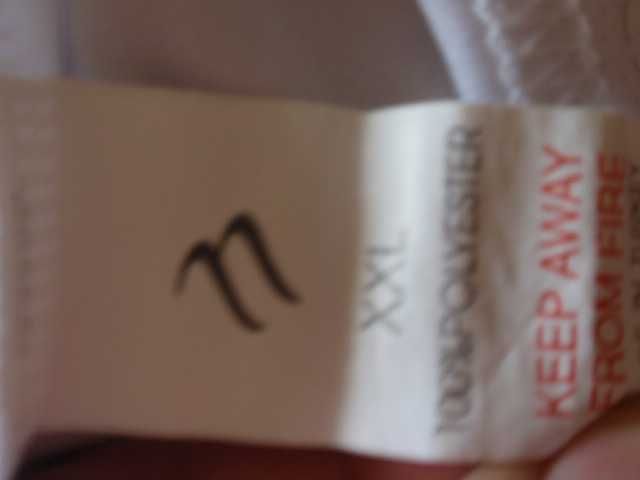 n
XXL
100%POLYESTER
KEEP AWAY
FROM FIRE